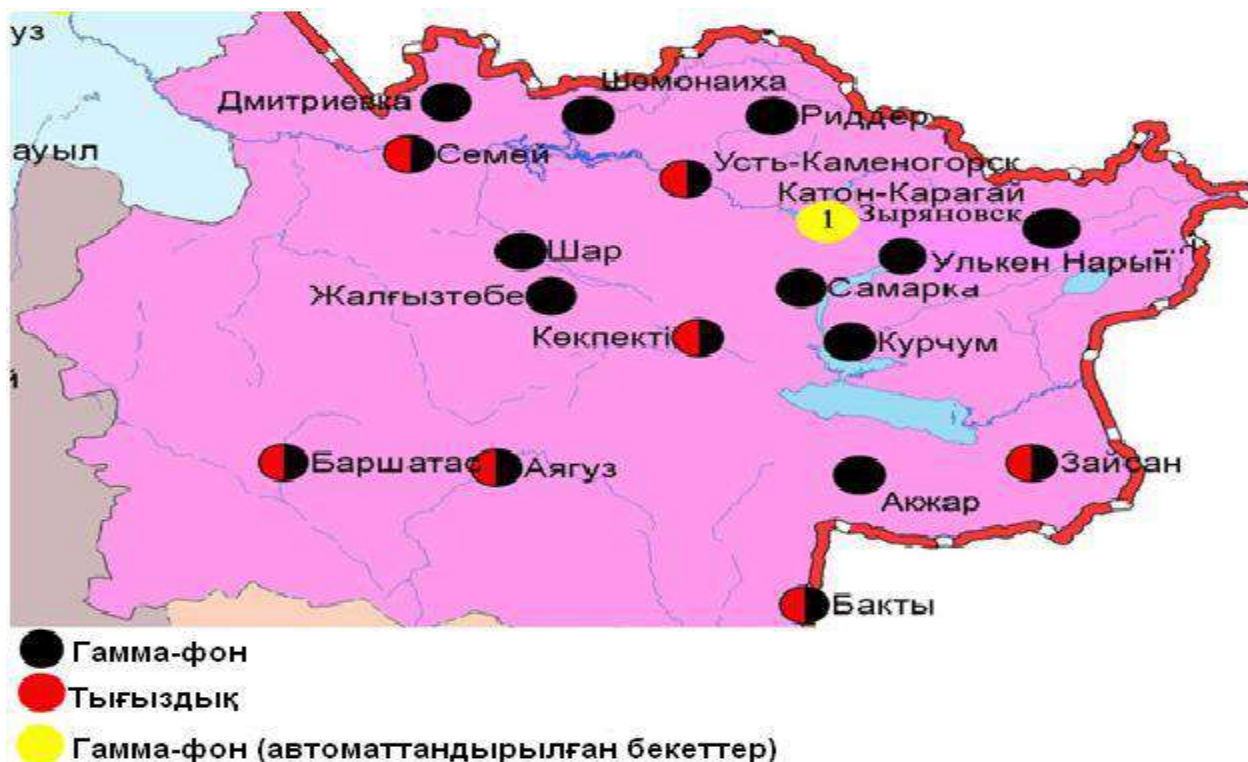 уз
Шемонаиха
Дмитриевка
Риддер
ауыл
Семей
Усть-Каменогорск
Катон-Карагай
1 Зыряновск
Шар
Улькен Нарын
Жалғызтөбе
Самарка
Көкпекті
Курчум
й
Баршатас
Аягуз
Зайсан
Акжар
Бакты
Гамма-фон
Тығыздық
Гамма-фон (автоматтандырылған бекеттер)